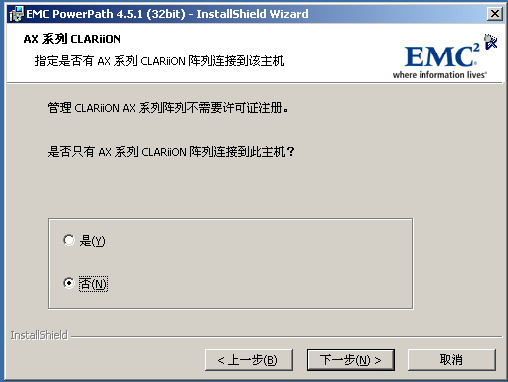 EMC PowerPath 4.5.1 (32bit) - InstallShield Wizard
AX 系列 CLARiiON
指定是否有 AX 系列 CLARiiON 阵列连接到该主机
EMC²
where information lives®
管理 CLARiiON AX 系列阵列不需要许可证注册。
是否只有 AX 系列 CLARiiON 阵列连接到此主机？
是(Y)
否(N)
InstallShield
< 上一步(B)
下一步(N) >
取消